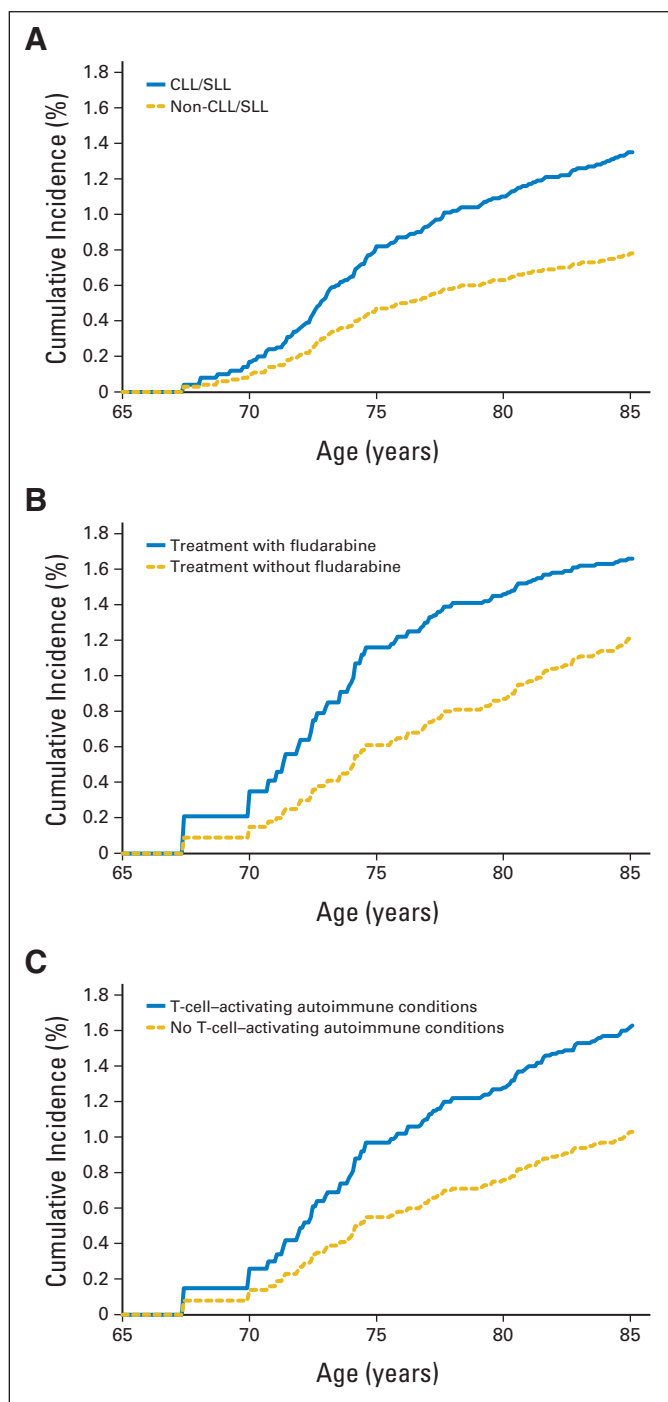 A
CLL/SLL
Non-CLL/SLL
Cumulative Incidence (%)
1.8
1.6
1.4
1.2
1.0
0.8
0.6
0.4
0.2
0
65 70 75 80 85
Age (years)
B
Treatment with fludarabine
Treatment without fludarabine
Cumulative Incidence (%)
1.8
1.6
1.4
1.2
1.0
0.8
0.6
0.4
0.2
0
65 70 75 80 85
Age (years)
C
T-cell–activating autoimmune conditions
No T-cell–activating autoimmune conditions
Cumulative Incidence (%)
1.8
1.6
1.4
1.2
1.0
0.8
0.6
0.4
0.2
0
65 70 75 80 85
Age (years)